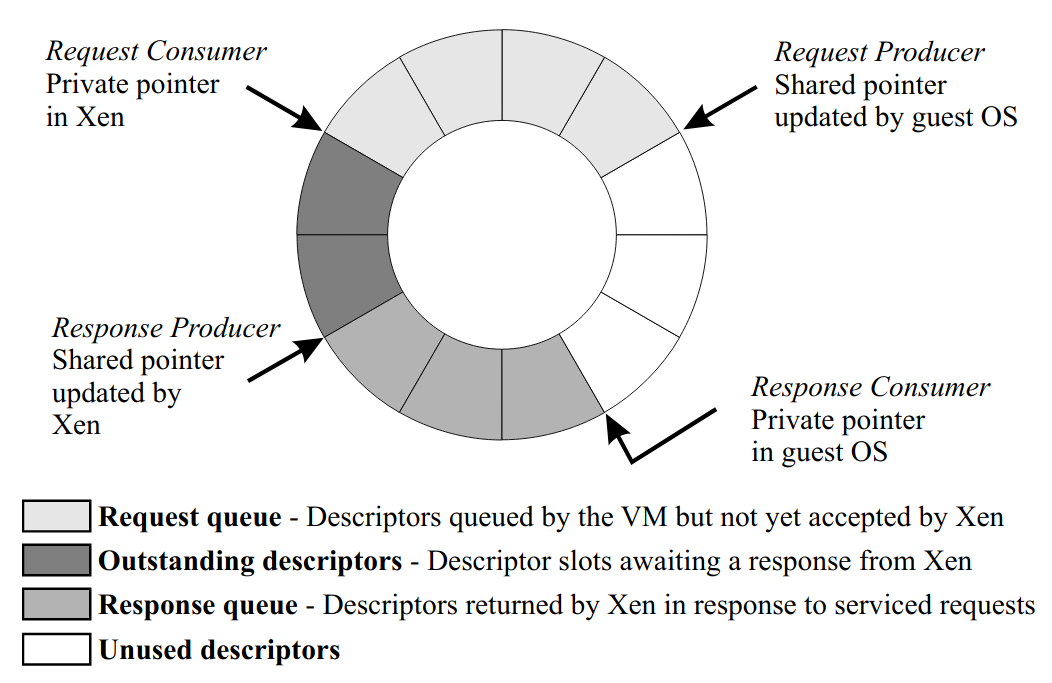 Request Consumer
Private pointer
in Xen
Request Producer
Shared pointer
updated by guest OS
Response Producer
Shared pointer
updated by
Xen
Response Consumer
Private pointer
in guest OS
Request queue - Descriptors queued by the VM but not yet accepted by Xen
Outstanding descriptors - Descriptor slots awaiting a response from Xen
Response queue - Descriptors returned by Xen in response to serviced requests
Unused descriptors